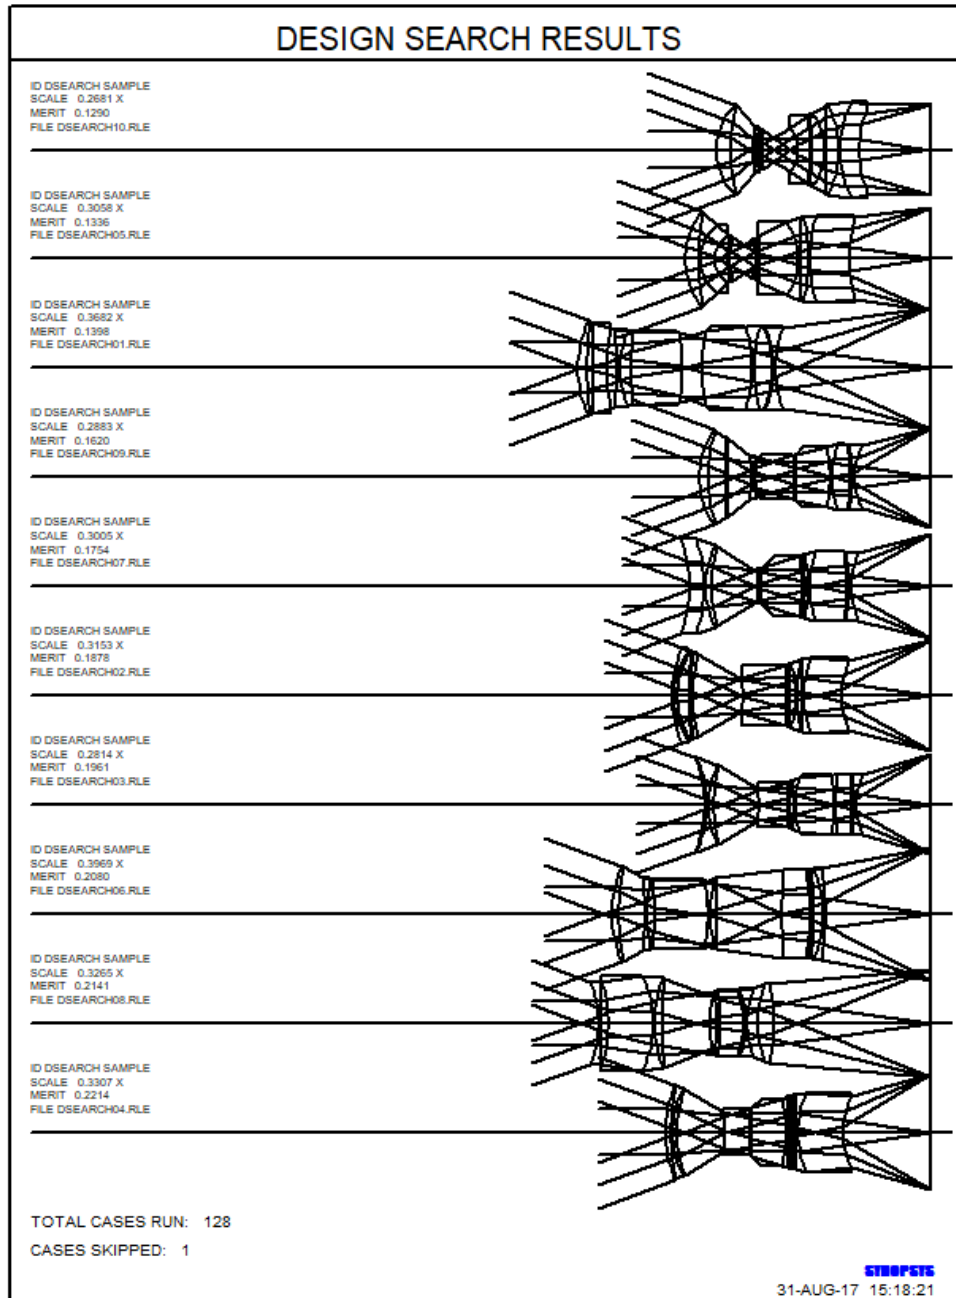 DESIGN SEARCH RESULTS
ID DSEARCH SAMPLE
SCALE 0.2681 X
MERIT 0.1290
FILE DSEARCH10.RLE
ID DSEARCH SAMPLE
SCALE 0.3058 X
MERIT 0.1336
FILE DSEARCH05.RLE
ID DSEARCH SAMPLE
SCALE 0.3682 X
MERIT 0.1398
FILE DSEARCH01.RLE
ID DSEARCH SAMPLE
SCALE 0.2883 X
MERIT 0.1620
FILE DSEARCH09.RLE
ID DSEARCH SAMPLE
SCALE 0.3005 X
MERIT 0.1754
FILE DSEARCH07.RLE
ID DSEARCH SAMPLE
SCALE 0.3153 X
MERIT 0.1878
FILE DSEARCH02.RLE
ID DSEARCH SAMPLE
SCALE 0.2814 X
MERIT 0.1961
FILE DSEARCH03.RLE
ID DSEARCH SAMPLE
SCALE 0.3969 X
MERIT 0.2080
FILE DSEARCH06.RLE
ID DSEARCH SAMPLE
SCALE 0.3265 X
MERIT 0.2141
FILE DSEARCH08.RLE
ID DSEARCH SAMPLE
SCALE 0.3307 X
MERIT 0.2214
FILE DSEARCH04.RLE
TOTAL CASES RUN: 128
CASES SKIPPED: 1
SYNOPSYS
31-AUG-17 15:18:21